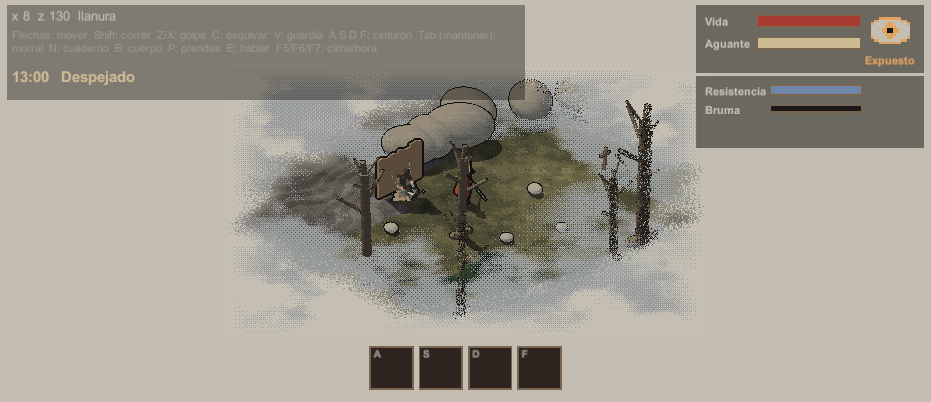 x 8 z 130 llanura
Flechas: mover Shift: correr Z/X: golpe C: esquivar V: guardia A S D F: cinturón Tab (mantener):
morral N: cuaderno B: cuerpo P: prendas E: hablar F5/F6/F7: clima/hora
13:00 Despejado
Vida
Aguante
Expuesto
Resistencia
Bruma
A S D F